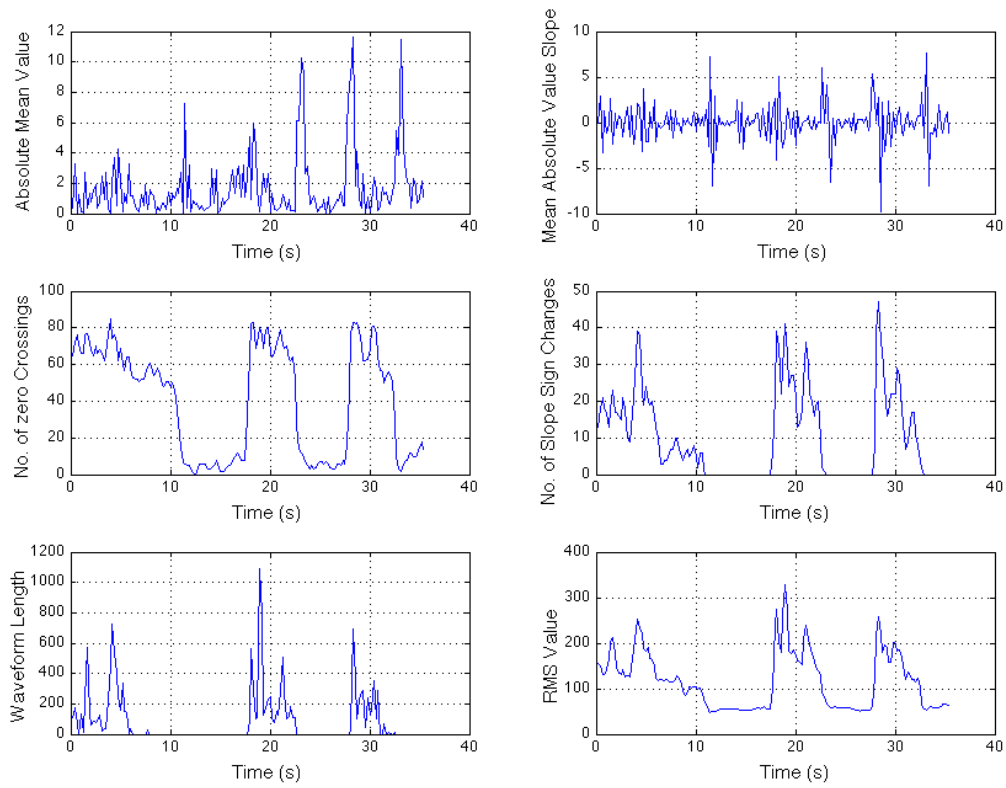 Absolute Mean Value
12
10
8
6
4
2
0
0 10 20 30 40
Time (s)
Mean Absolute Value Slope
10
5
0
-5
-10
0 10 20 30 40
Time (s)
No. of zero Crossings
100
80
60
40
20
0
0 10 20 30 40
Time (s)
No. of Slope Sign Changes
50
40
30
20
10
0
0 10 20 30 40
Time (s)
Waveform Length
1200
1000
800
600
400
200
0
0 10 20 30 40
Time (s)
RMS Value
400
300
200
100
0
0 10 20 30 40
Time (s)